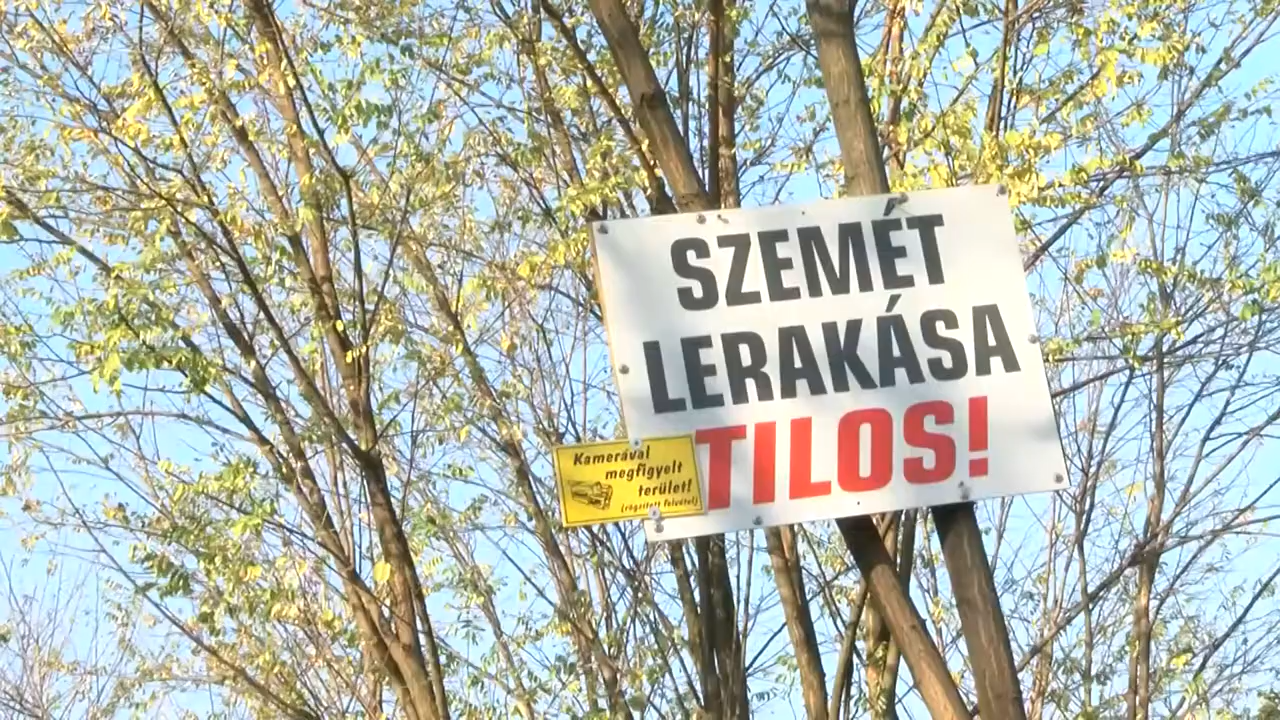 SZEMÉT
LERAKÁSA
TILOS!
Kamerával
megfigyelt
terület!
(rögzített felvétel)